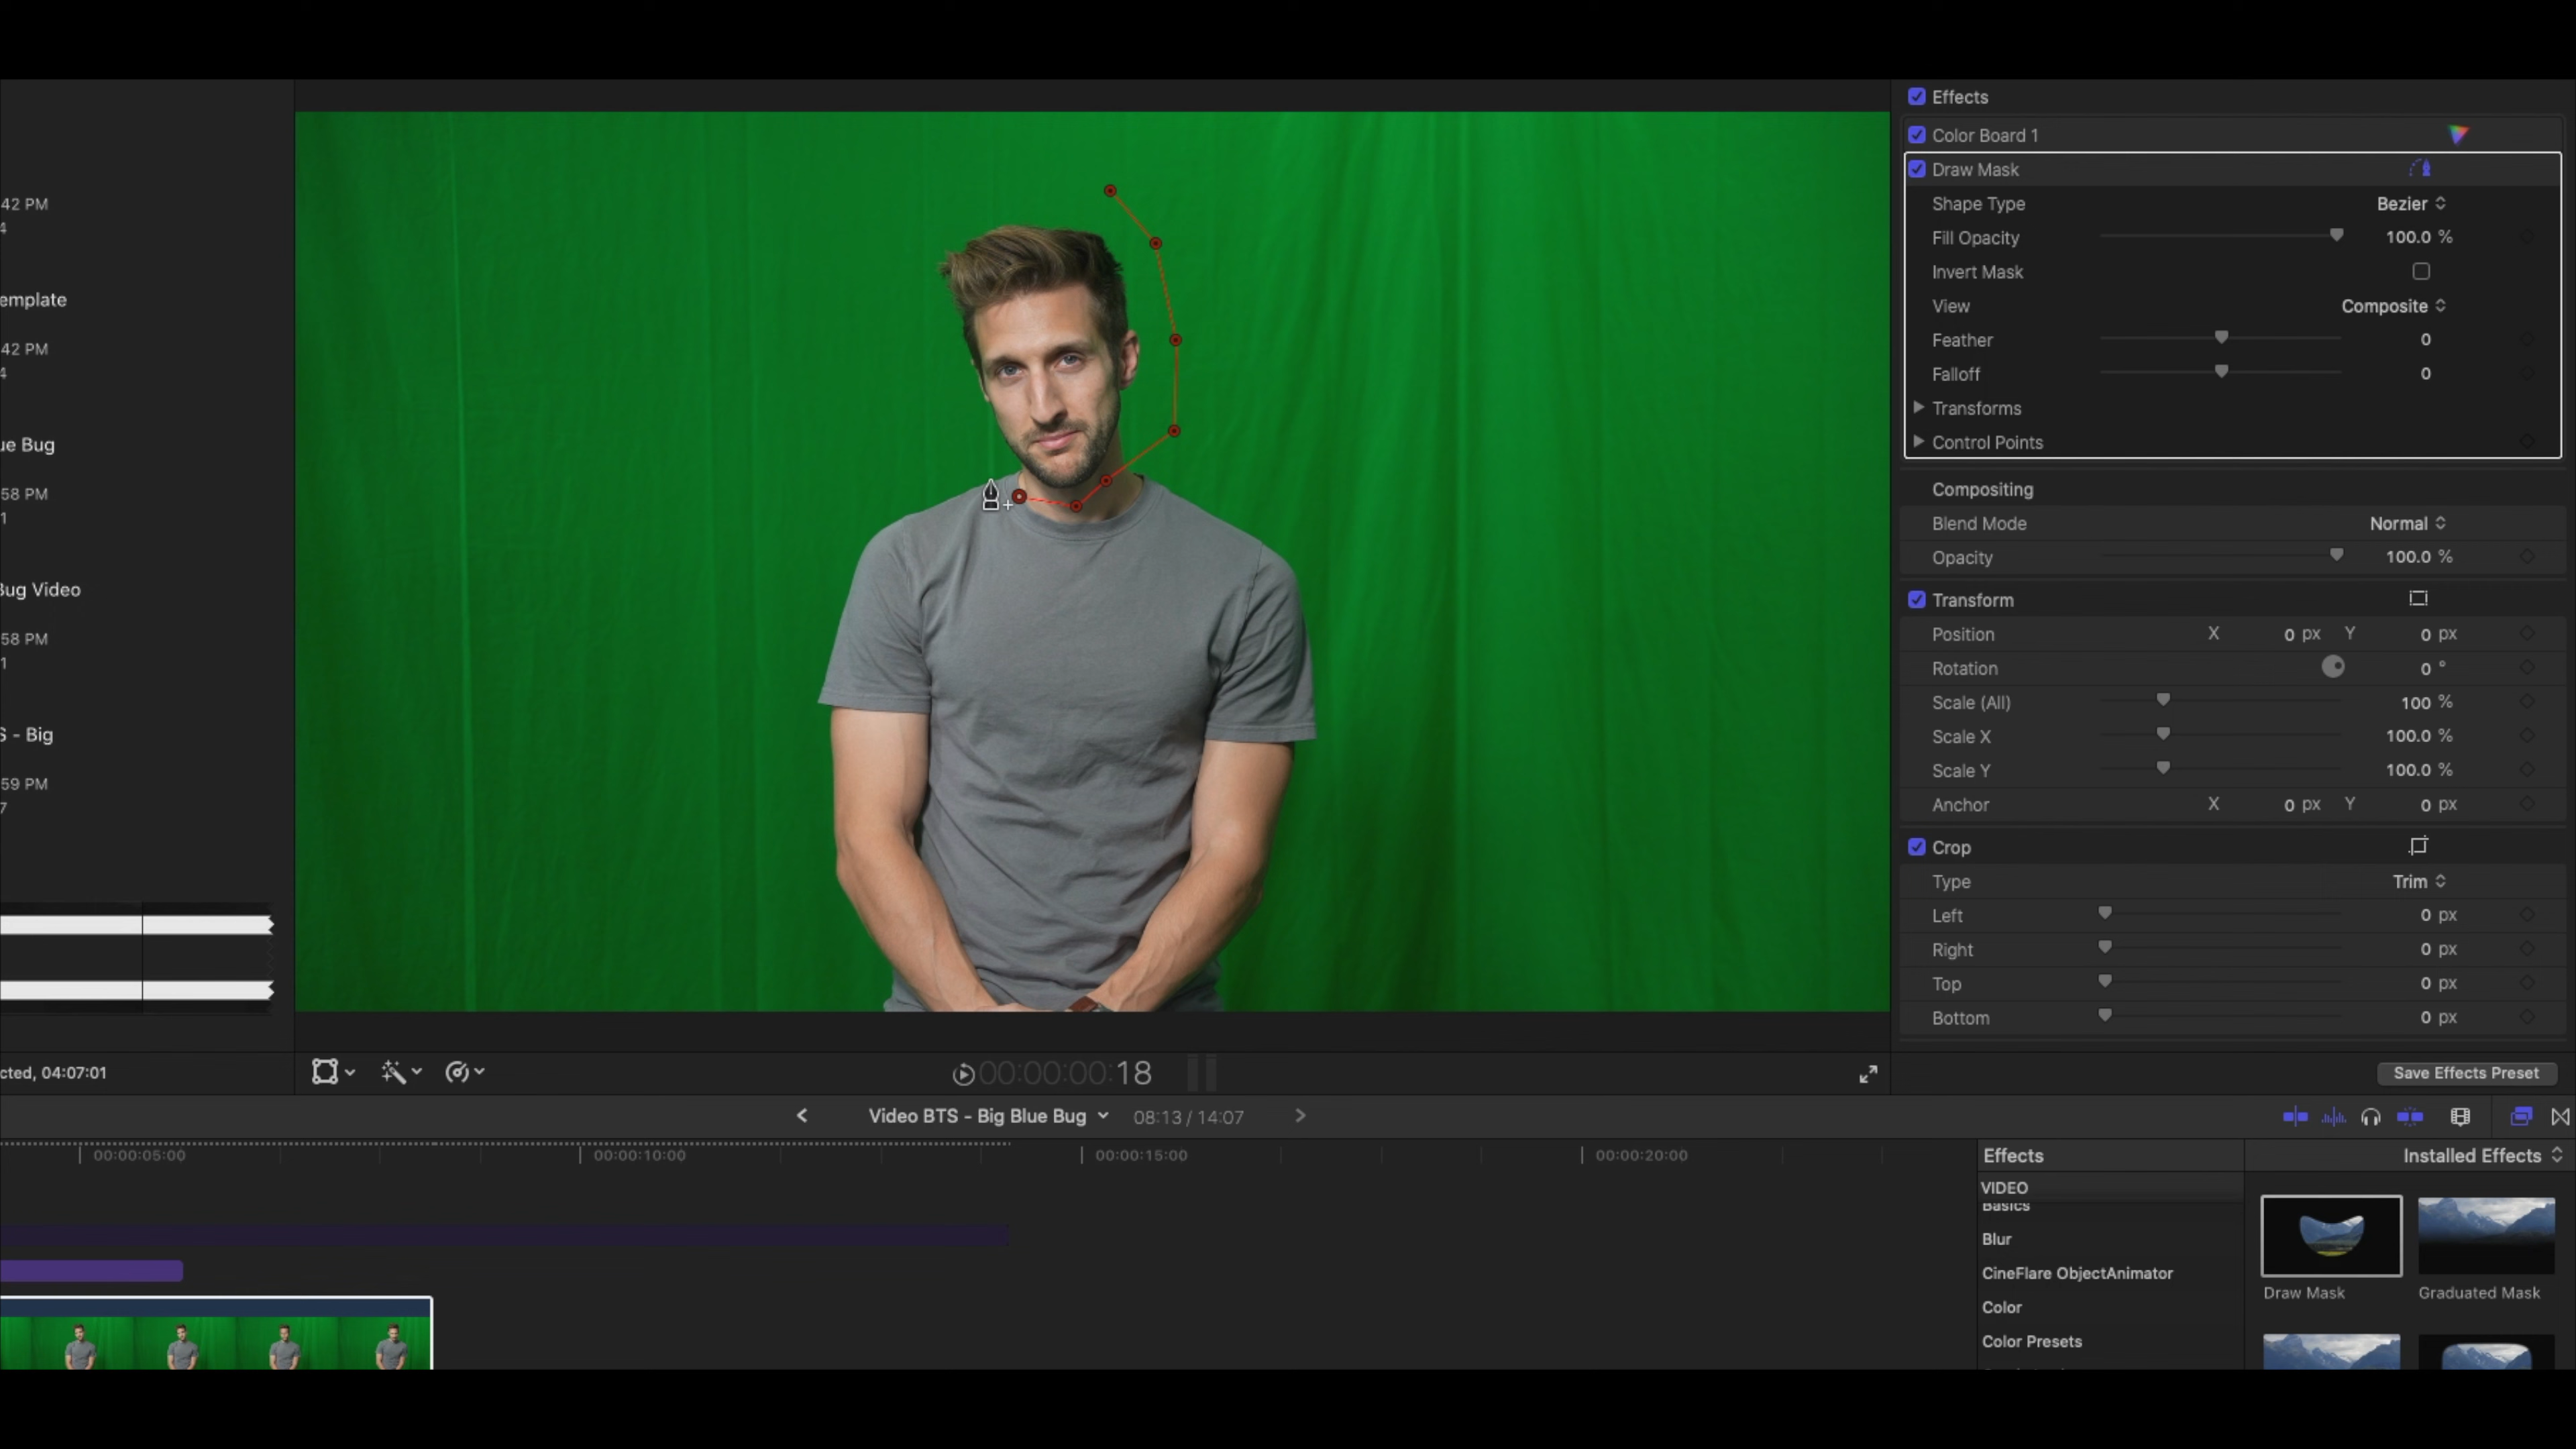 42 PM
4
emplate
42 PM
4
ue Bug
58 PM
1
Bug Video
58 PM
1
S - Big
59 PM
7
cted, 04:07:01
Effects
Color Board 1
Draw Mask
Shape Type Bezier
Fill Opacity 100.0 %
Invert Mask
View Composite
Feather 0
Falloff 0
Transforms
Control Points
Compositing
Blend Mode Normal
Opacity 100.0 %
Transform
Position X 0 px Y 0 px
Rotation 0 °
Scale (All) 100 %
Scale X 100.0 %
Scale Y 100.0 %
Anchor X 0 px Y 0 px
Crop
Type Trim
Left 0 px
Right 0 px
Top 0 px
Bottom 0 px
00:00:00:18
Save Effects Preset
Video BTS - Big Blue Bug 08:13 / 14:07
00:00:05:00 00:00:10:00 00:00:15:00 00:00:20:00
Effects
Installed Effects
VIDEO
Basics
Blur
CineFlare ObjectAnimator
Color
Color Presets
Draw Mask
Graduated Mask